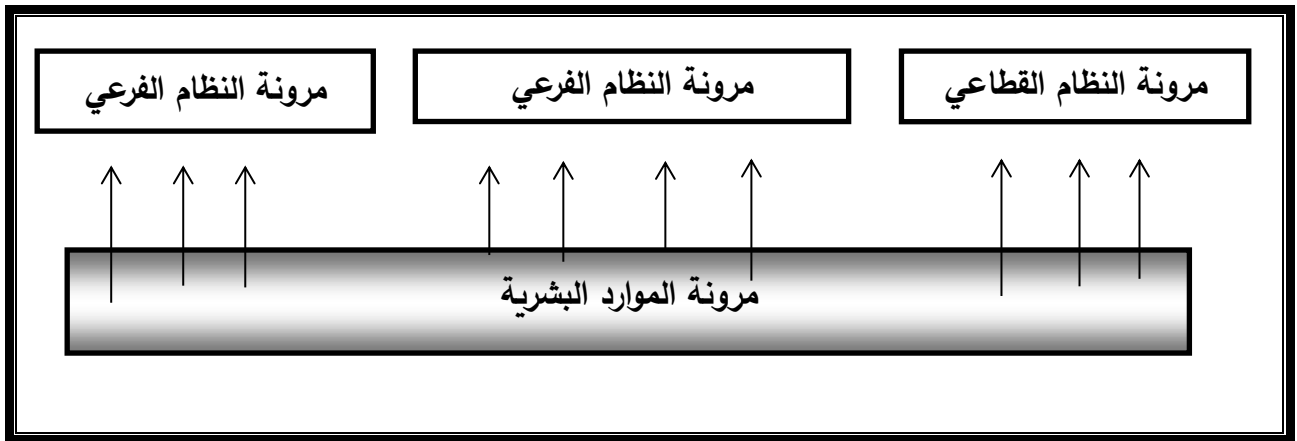 مرونة النظام القطاعي
مرونة النظام الفرعي
مرونة النظام الفرعي
مرونة الموارد البشرية